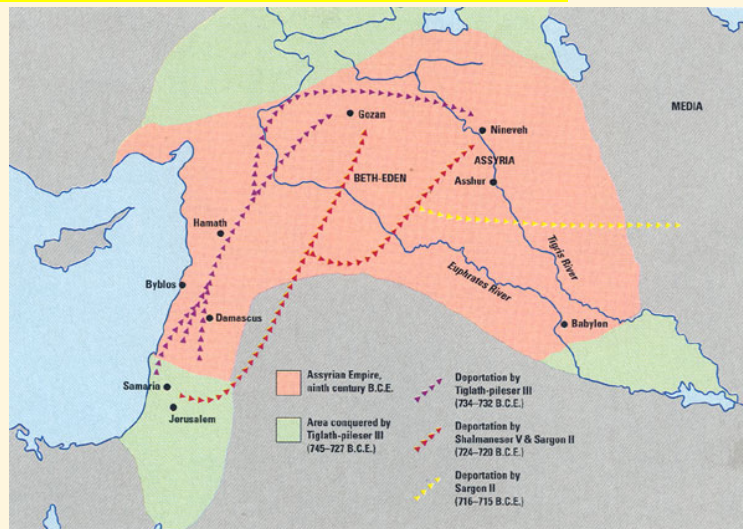 MEDIA
Gozan
Nineveh
ASSYRIA
BETH-EDEN
Asshur
Hamath
Tigris River
Euphrates River
Byblos
Damascus
Babylon
Samaria
Jerusalem
Assyrian Empire,
ninth century B.C.E.
Area conquered by
Tiglath-pileser III
(745–727 B.C.E.)
Deportation by
Tiglath-pileser III
(734–732 B.C.E.)
Deportation by
Shalmaneser V & Sargon II
(724–720 B.C.E.)
Deportation by
Sargon II
(716–715 B.C.E.)